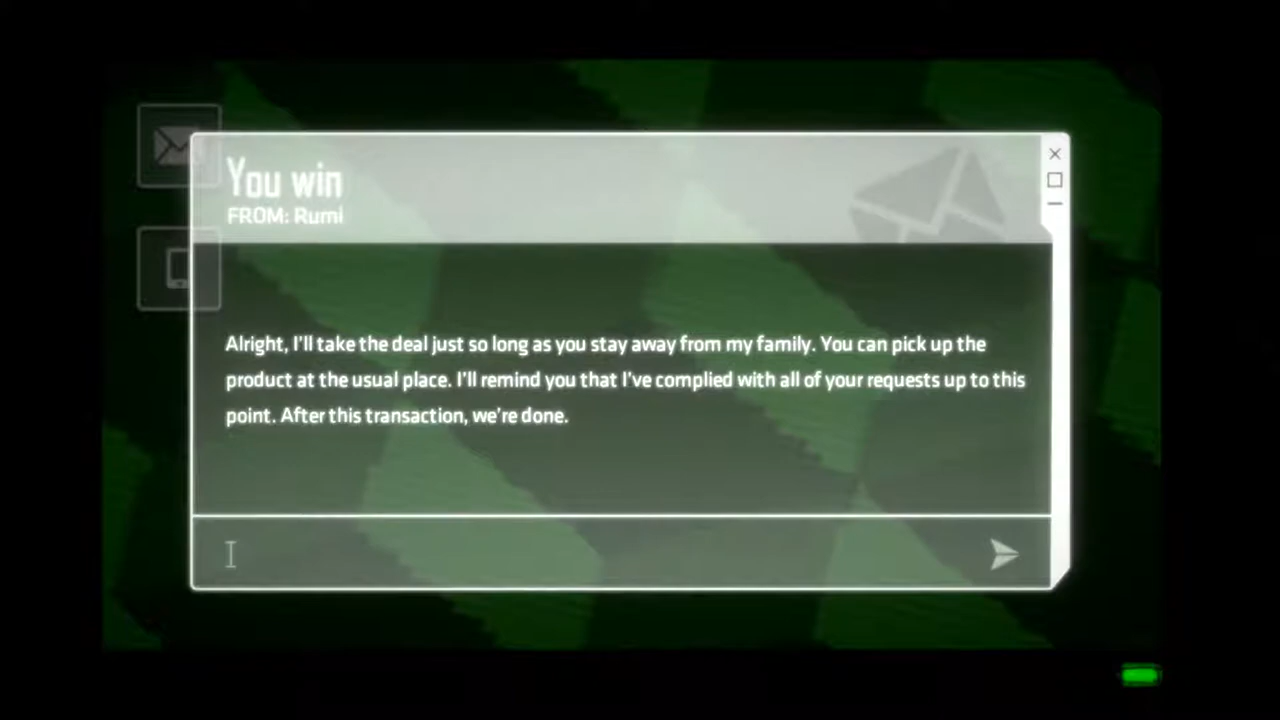 You win
FROM: Rumi
Alright, I'll take the deal just so long as you stay away from my family. You can pick up the
product at the usual place. I'll remind you that I've complied with all of your requests up to this
point. After this transaction, we're done.